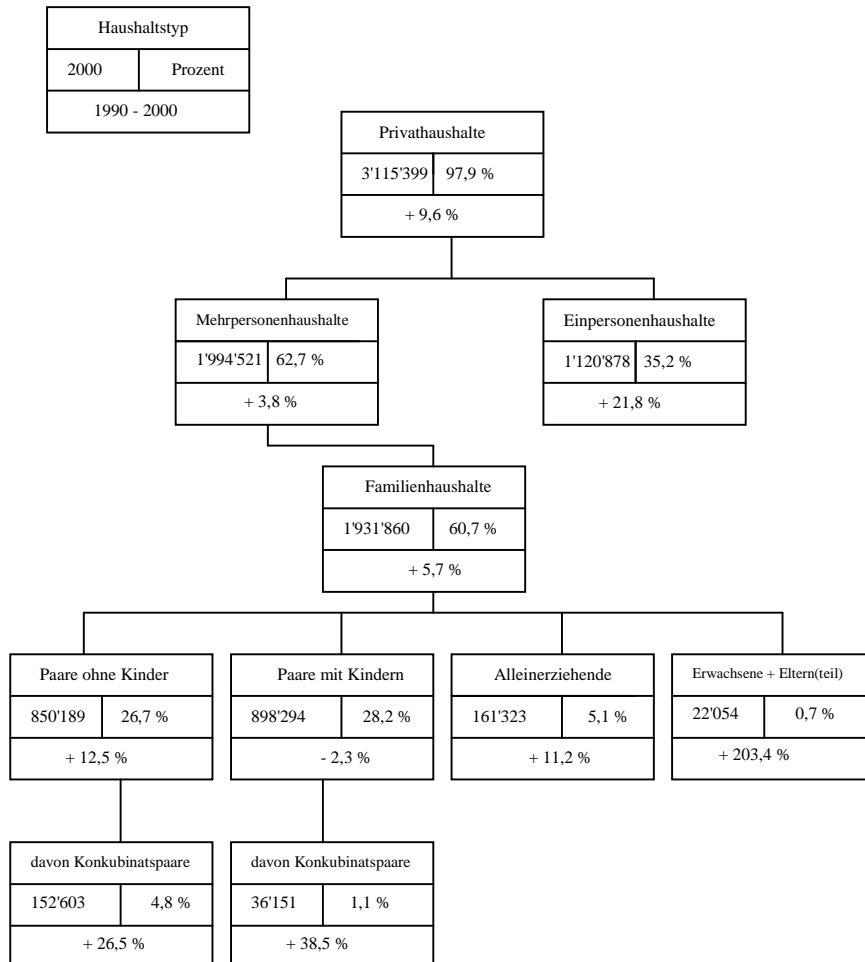 Haushaltstyp
2000 Prozent
1990 - 2000
Privathaushalte
3'115'399 97,9 %
+ 9,6 %
Mehrpersonenhaushalte
1'994'521 62,7 %
+ 3,8 %
Einpersonenhaushalte
1'120'878 35,2 %
+ 21,8 %
Familienhaushalte
1'931'860 60,7 %
+ 5,7 %
Paare ohne Kinder
850'189 26,7 %
+ 12,5 %
Paare mit Kindern
898'294 28,2 %
- 2,3 %
Alleinerziehende
161'323 5,1 %
+ 11,2 %
Erwachsene + Eltern(teil)
22'054 0,7 %
+ 203,4 %
davon Konkubinatspaare
152'603 4,8 %
+ 26,5 %
davon Konkubinatspaare
36'151 1,1 %
+ 38,5 %